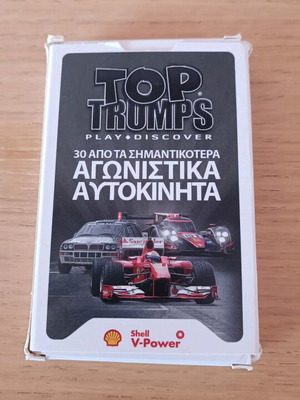 TOP
TRUMPS
PLAY DISCOVER
30 ΑΠΟ ΤΑ ΣΗΜΑΝΤΙΚΟΤΕΡΑ
ΑΓΩΝΙΣΤΙΚΑ
ΑΥΤΟΚΙΝΗΤΑ
Shell
V-Power